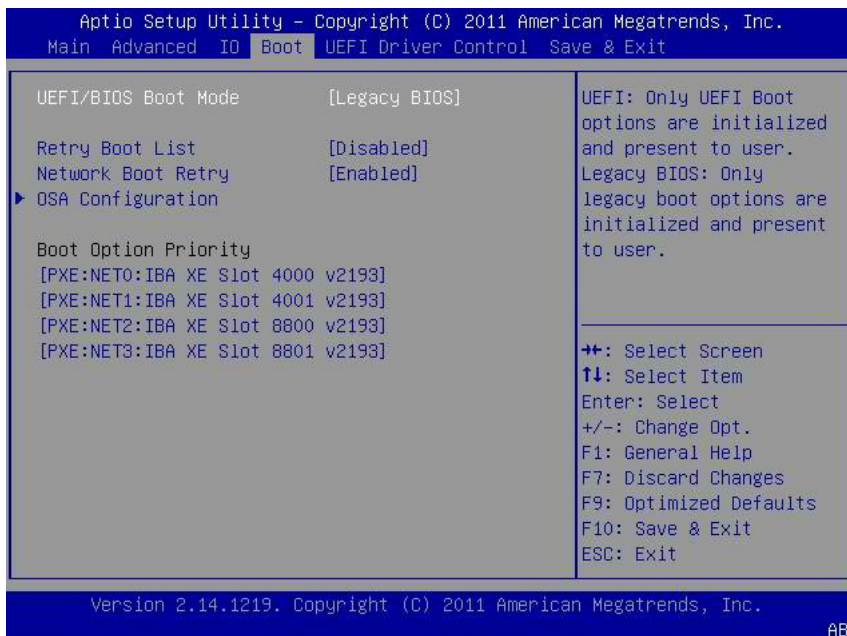 Aptio Setup Utility – Copyright (C) 2011 American Megatrends, Inc.
Main Advanced IO Boot UEFI Driver Control Save & Exit
UEFI/BIOS Boot Mode [Legacy BIOS]
Retry Boot List [Disabled]
Network Boot Retry [Enabled]
OSA Configuration
Boot Option Priority
[PXE:NET0:IBA XE Slot 4000 v2193]
[PXE:NET1:IBA XE Slot 4001 v2193]
[PXE:NET2:IBA XE Slot 8800 v2193]
[PXE:NET3:IBA XE Slot 8801 v2193]
UEFI: Only UEFI Boot
options are initialized
and present to user.
Legacy BIOS: Only
legacy boot options are
initialized and present
to user.
→←: Select Screen
↑↓: Select Item
Enter: Select
+/-: Change Opt.
F1: General Help
F7: Discard Changes
F9: Optimized Defaults
F10: Save & Exit
ESC: Exit
Version 2.14.1219. Copyright (C) 2011 American Megatrends, Inc.
AB